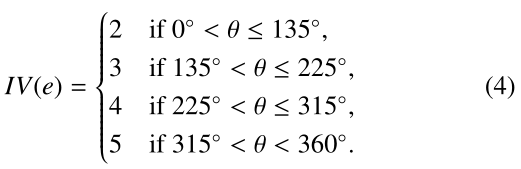 2 if 0° < θ ≤ 135°,
3 if 135° < θ ≤ 225°,
IV(e) =
4 if 225° < θ ≤ 315°,
5 if 315° < θ < 360°.
(4)